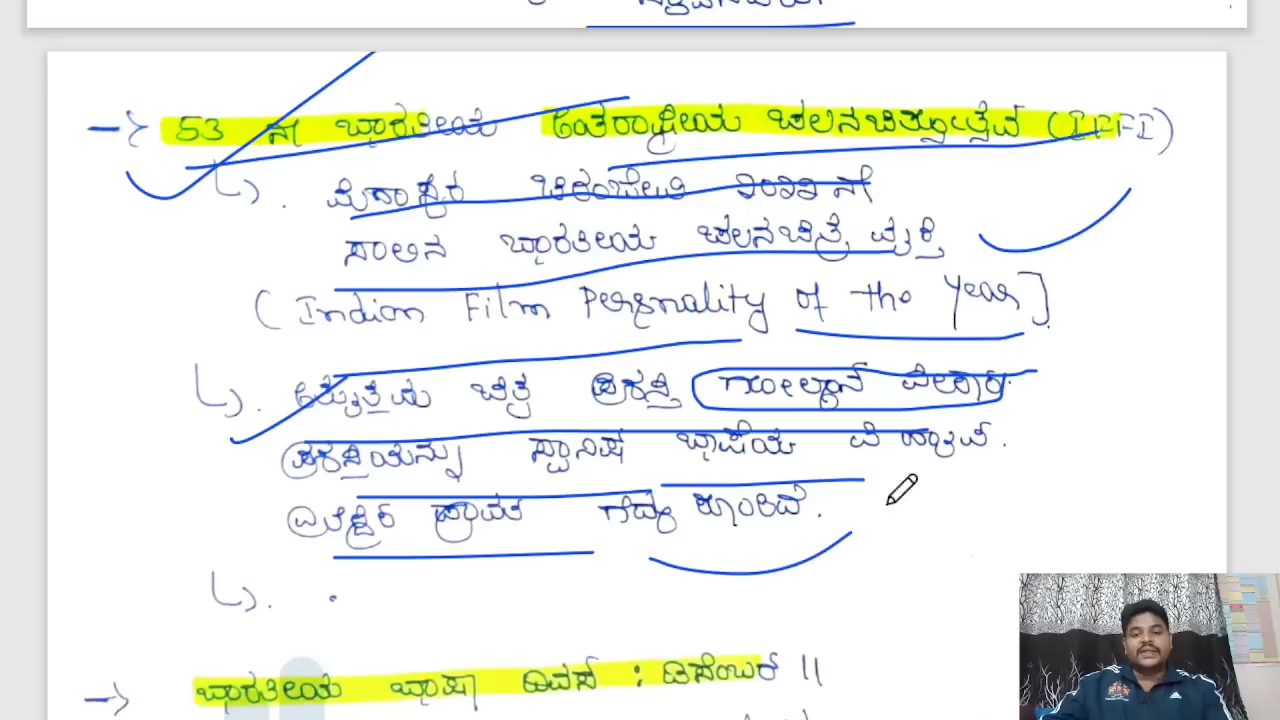 53 ನೇ ಭಾರತೀಯ ಅಂತರಾಷ್ಟ್ರೀಯ ಚಲನಚಿತ್ರೋತ್ಸವ (IFFI)
ಮೆಗಾಸ್ಟಾರ ಚಿರಂಜೀವಿ ೨೦೨೨ ನೇ
ಸಾಲಿನ ಭಾರತೀಯ ಚಲನಚಿತ್ರ ವ್ಯಕ್ತಿ
(Indian Film Personality of the Year]
ಅತ್ಯುತ್ತಮ ಚಿತ್ರ ಪ್ರಶಸ್ತಿ ಗೋಲ್ಡನ್ ಪೀಕಾಕ
ಪ್ರಶಸ್ತಿಯನ್ನು ಸ್ಪಾನಿಷ ಭಾಷೆಯ
ಗೆದ್ದು ಕೊಂಡಿದೆ.
ಭಾರತೀಯ ಭಾಷಾ ದಿವಸ : ಡಿಸೆಂಬರ್ 11